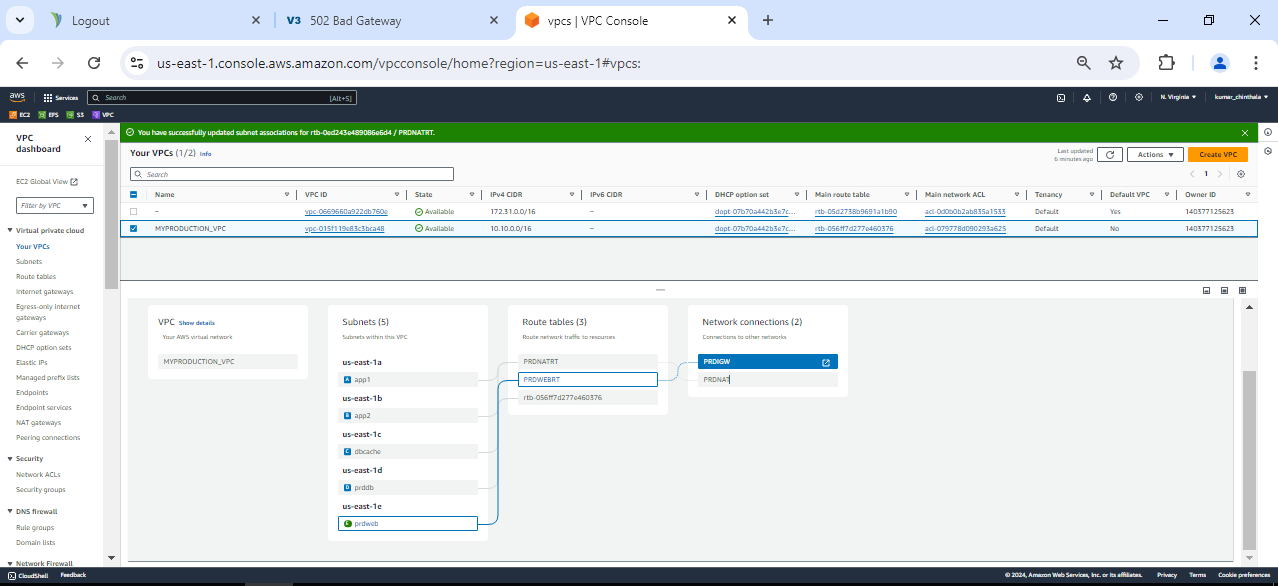 Logout
V3 502 Bad Gateway
vpcs | VPC Console
us-east-1.console.aws.amazon.com/vpcconsole/home?region=us-east-1#vpcs:
aws Services Search [Alt+S] N. Virginia kumar_chinthala
EC2 EFS S3 VPC
You have successfully updated subnet associations for rtb-0ed243e489086e6d4 / PRDNATRT.
VPC dashboard
EC2 Global View
Filter by VPC
Virtual private cloud
Your VPCs
Subnets
Route tables
Internet gateways
Egress-only internet gateways
Carrier gateways
DHCP option sets
Elastic IPs
Managed prefix lists
Endpoints
Endpoint services
NAT gateways
Peering connections
Security
Network ACLs
Security groups
DNS firewall
Rule groups
Domain lists
Network Firewall
Your VPCs (1/2) Info
Last updated 6 minutes ago
Actions
Create VPC
Search
1
Name VPC ID State IPv4 CIDR IPv6 CIDR DHCP option set Main route table Main network ACL Tenancy Default VPC Owner ID
– vpc-0669660a922db760e Available 172.31.0.0/16 – dopt-07b70a442b3e7c... rtb-05d2738b9691a1b90 acl-0d0b0b2ab835a1533 Default Yes 140377125623
MYPRODUCTION_VPC vpc-015f119e83c3bca48 Available 10.10.0.0/16 – dopt-07b70a442b3e7c... rtb-056ff7d277e460376 acl-079778d090293a625 Default No 140377125623
VPC Show details
Your AWS virtual network
MYPRODUCTION_VPC
Subnets (5)
Subnets within this VPC
us-east-1a
A app1
us-east-1b
B app2
us-east-1c
C dbcache
us-east-1d
D prddb
us-east-1e
E prdweb
Route tables (3)
Route network traffic to resources
PRDNATRT
PRDWEBRT
rtb-056ff7d277e460376
Network connections (2)
Connections to other networks
PRDIGW
PRDNAT
CloudShell Feedback © 2024, Amazon Web Services, Inc. or its affiliates. Privacy Terms Cookie preferences